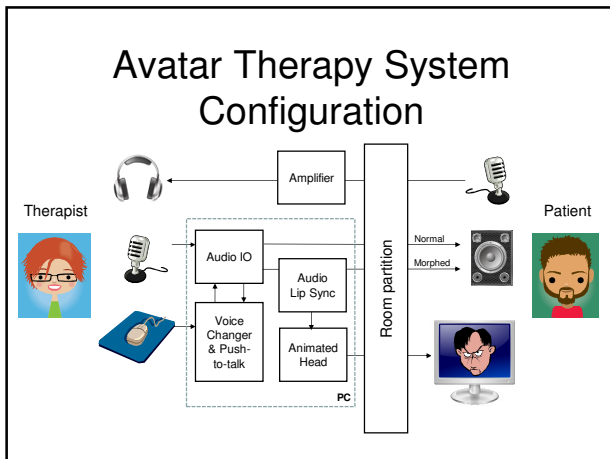 Avatar Therapy System
Configuration
Amplifier
Therapist
Patient
Audio IO
Normal
Morphed
Audio
Lip Sync
Room partition
Voice
Changer
& Push-
to-talk
Animated
Head
PC